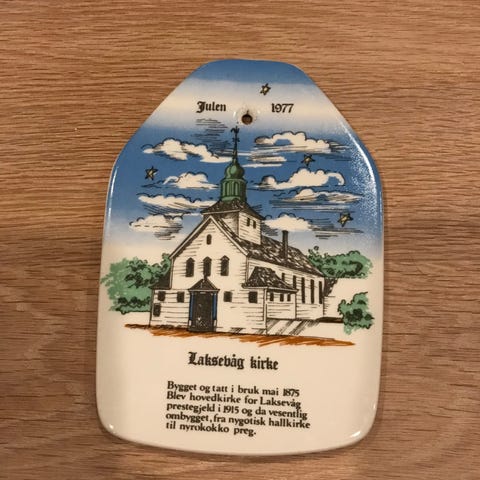 Julen 1977
Laksevåg kirke
Bygget og tatt i bruk mai 1875
Blev hovedkirke for Laksevåg
prestegjeld i 1915 og da vesentlig
ombygget, fra nygotisk hallkirke
til nyrokokko preg.